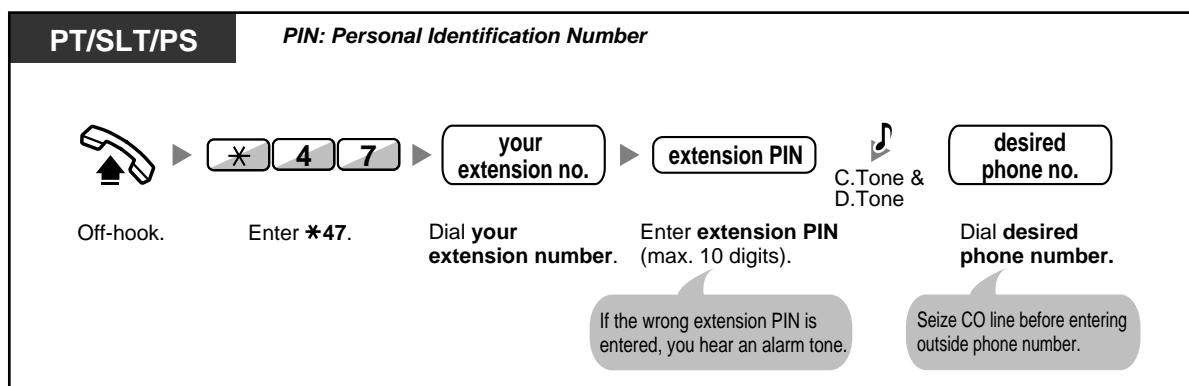 PT/SLT/PS
PIN: Personal Identification Number
* 4 7
your
extension no.
extension PIN
C.Tone &
D.Tone
desired
phone no.
Off-hook.
Enter *47.
Dial your
extension number.
Enter extension PIN
(max. 10 digits).
Dial desired
phone number.
If the wrong extension PIN is
entered, you hear an alarm tone.
Seize CO line before entering
outside phone number.